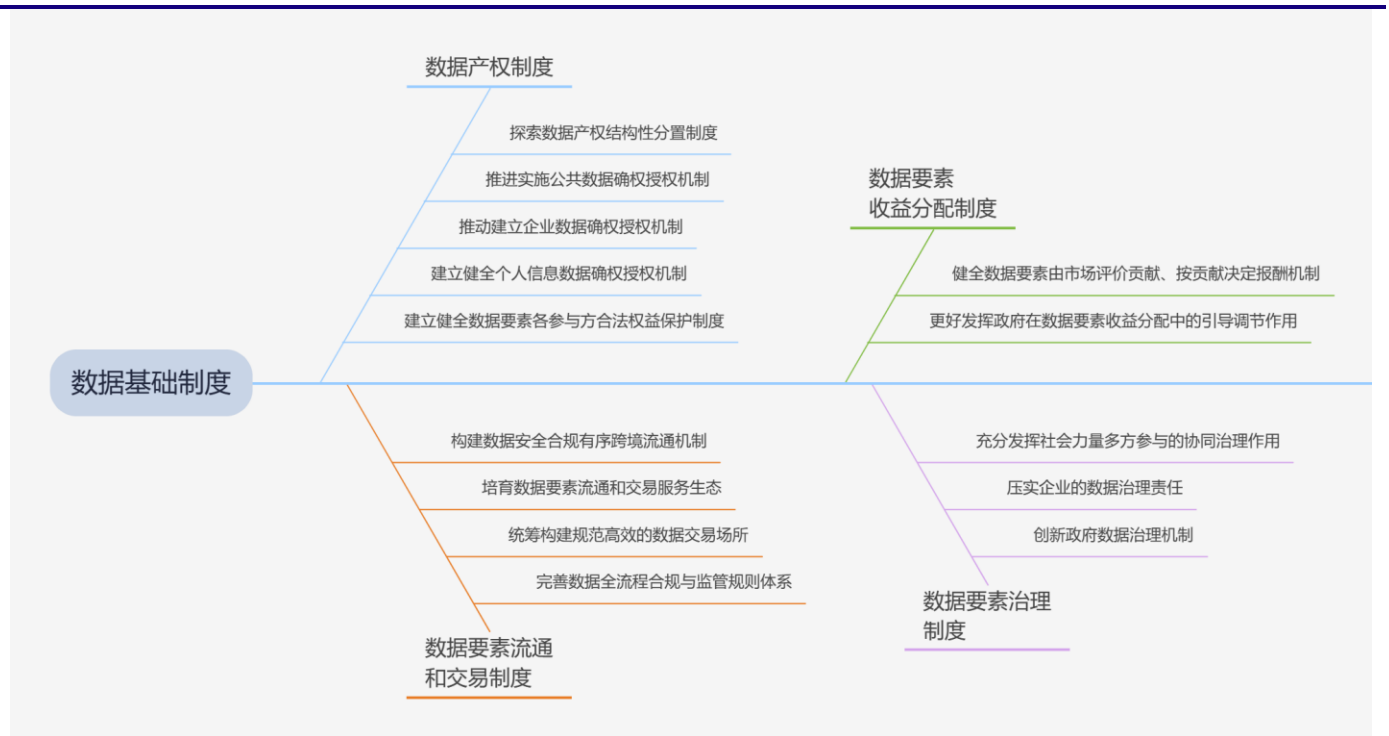 数据产权制度
探索数据产权结构性分置制度
推进实施公共数据确权授权机制
推动建立企业数据确权授权机制
建立健全个人信息数据确权授权机制
建立健全数据要素各参与方合法权益保护制度
数据要素
收益分配制度
健全数据要素由市场评价贡献、按贡献决定报酬机制
更好发挥政府在数据要素收益分配中的引导调节作用
数据基础制度
构建数据安全合规有序跨境流通机制
培育数据要素流通和交易服务生态
统筹构建规范高效的数据交易场所
完善数据全流程合规与监管规则体系
数据要素流通
和交易制度
充分发挥社会力量多方参与的协同治理作用
压实企业的数据治理责任
创新政府数据治理机制
数据要素治理
制度